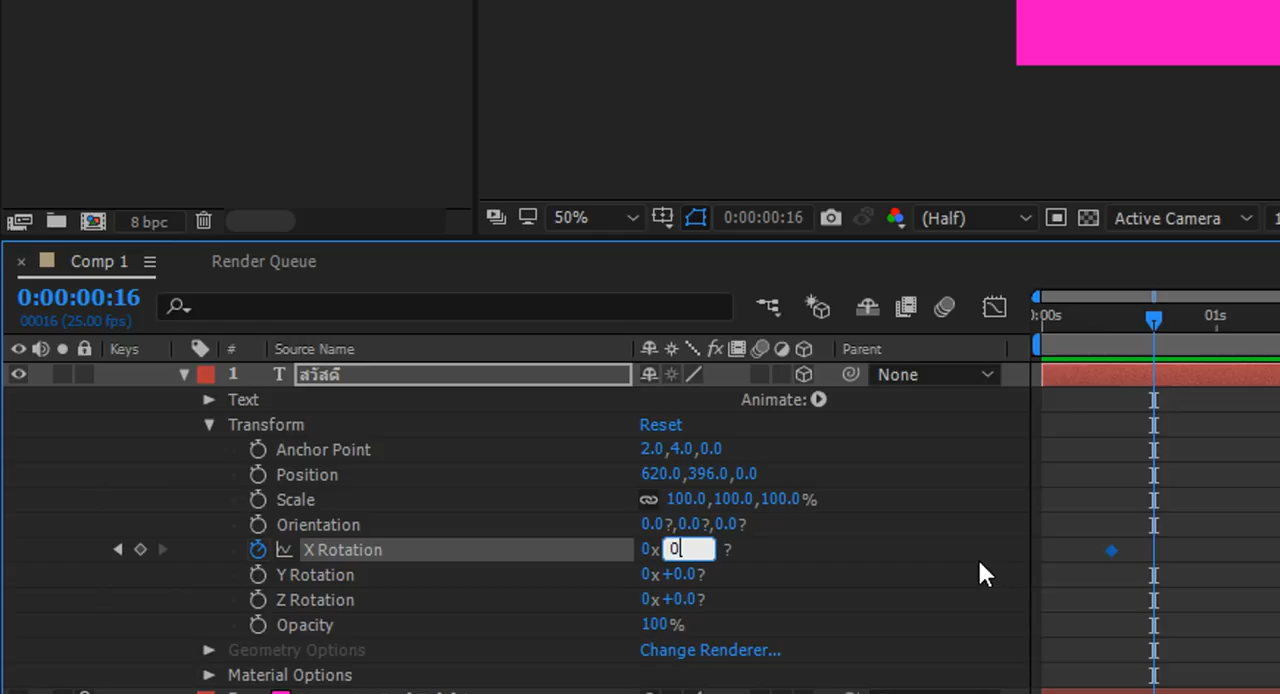 8 bpc
50%
0:00:00:16
(Half)
Active Camera
1
Comp 1
Render Queue
0:00:00:16
00016 (25.00 fps)
):00s
01s
Keys
#
Source Name
fx
Parent
1
T
สวัสดี
None
Text
Animate:
Transform
Reset
Anchor Point
2.0,4.0,0.0
Position
620.0,396.0,0.0
Scale
100.0,100.0,100.0%
Orientation
0.0?,0.0?,0.0?
X Rotation
0x 0 ?
Y Rotation
0x+0.0?
Z Rotation
0x+0.0?
Opacity
100%
Geometry Options
Change Renderer...
Material Options